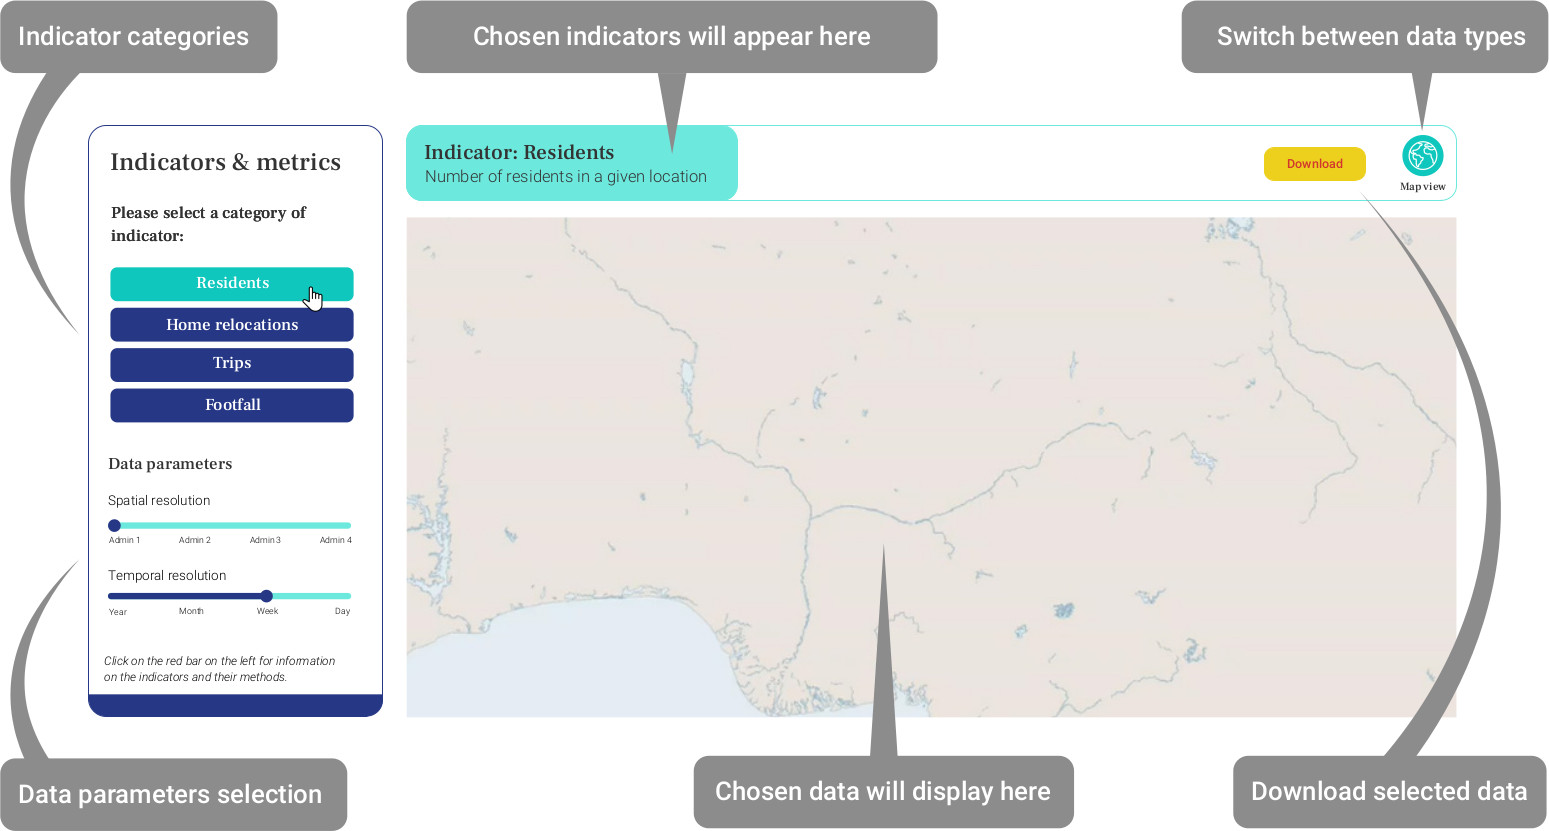 Indicator categories
Chosen indicators will appear here
Switch between data types
Indicators & metrics
Please select a category of
indicator:
Residents
Home relocations
Trips
Footfall
Data parameters
Spatial resolution
Admin 1 Admin 2 Admin 3 Admin 4
Temporal resolution
Year Month Week Day
Click on the red bar on the left for information
on the indicators and their methods.
Indicator: Residents
Number of residents in a given location
Download
Map view
Data parameters selection
Chosen data will display here
Download selected data